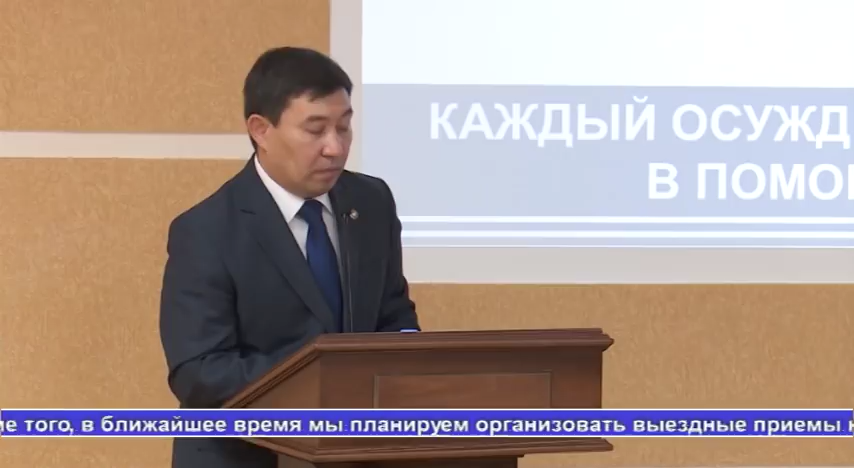 КАЖДЫЙ ОСУЖД
В ПОМО
того, в ближайшее время мы планируем организовать выездные приемы